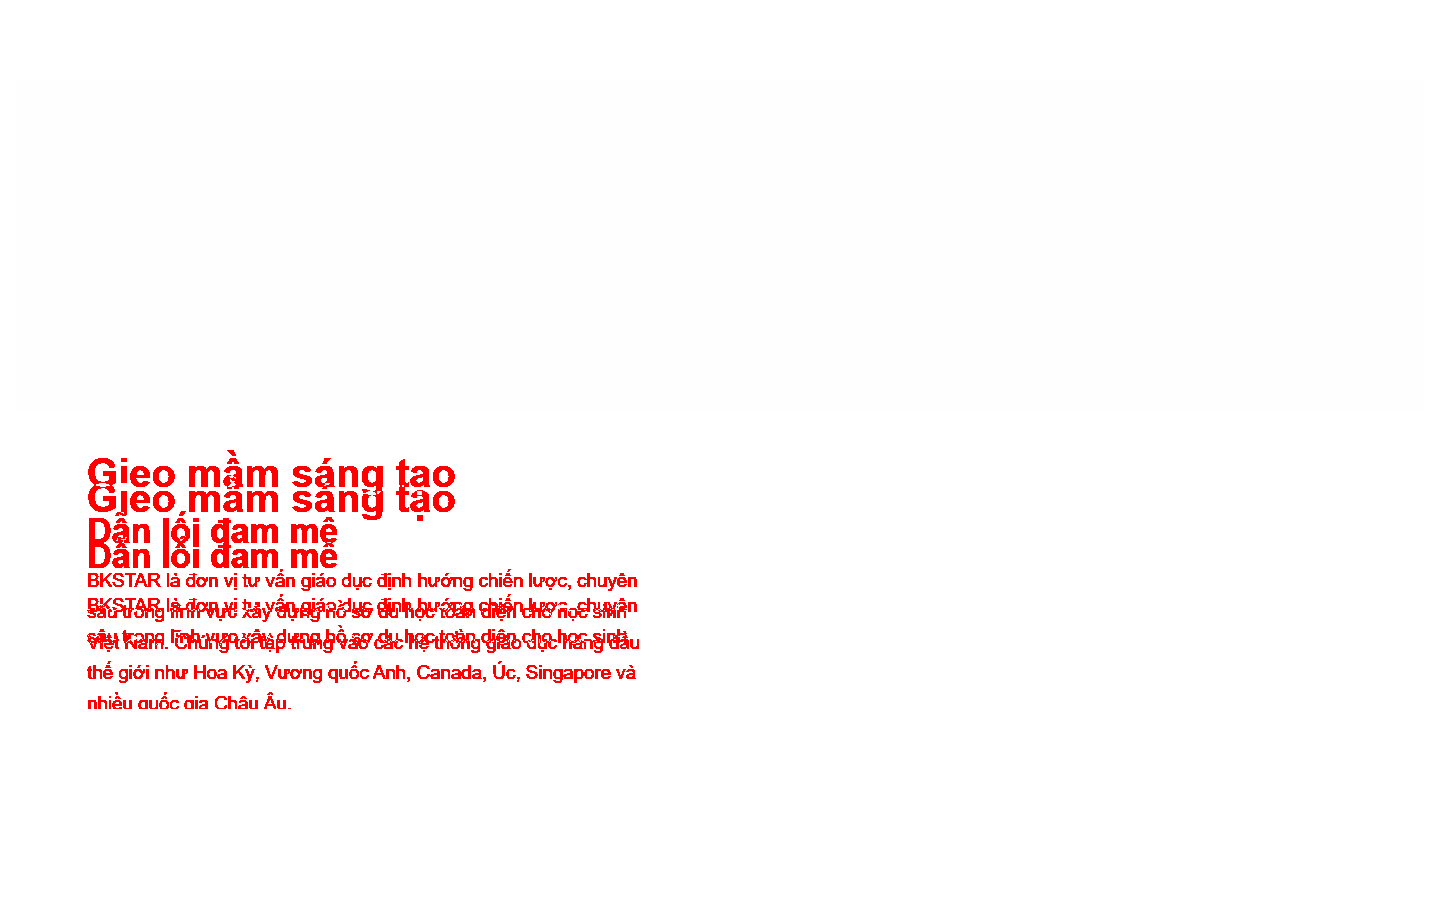 Gieo mầm sáng tạo
Gieo mầm sáng tạo
Dẫn lối đam mê
Dẫn lối đam mê
BKSTAR là đơn vị tư vấn giáo dục định hướng chiến lược, chuyên
BKSTAR là đơn vị tư vấn giáo dục định hướng chiến lược, chuyên
sâu trong lĩnh vực xây dựng hồ sơ du học toàn diện cho học sinh
sâu trong lĩnh vực xây dựng hồ sơ du học toàn diện cho học sinh
Việt Nam. Chúng tôi tập trung vào các hệ thống giáo dục hàng đầu
thế giới như Hoa Kỳ, Vương quốc Anh, Canada, Úc, Singapore và
nhiều quốc gia Châu Âu.